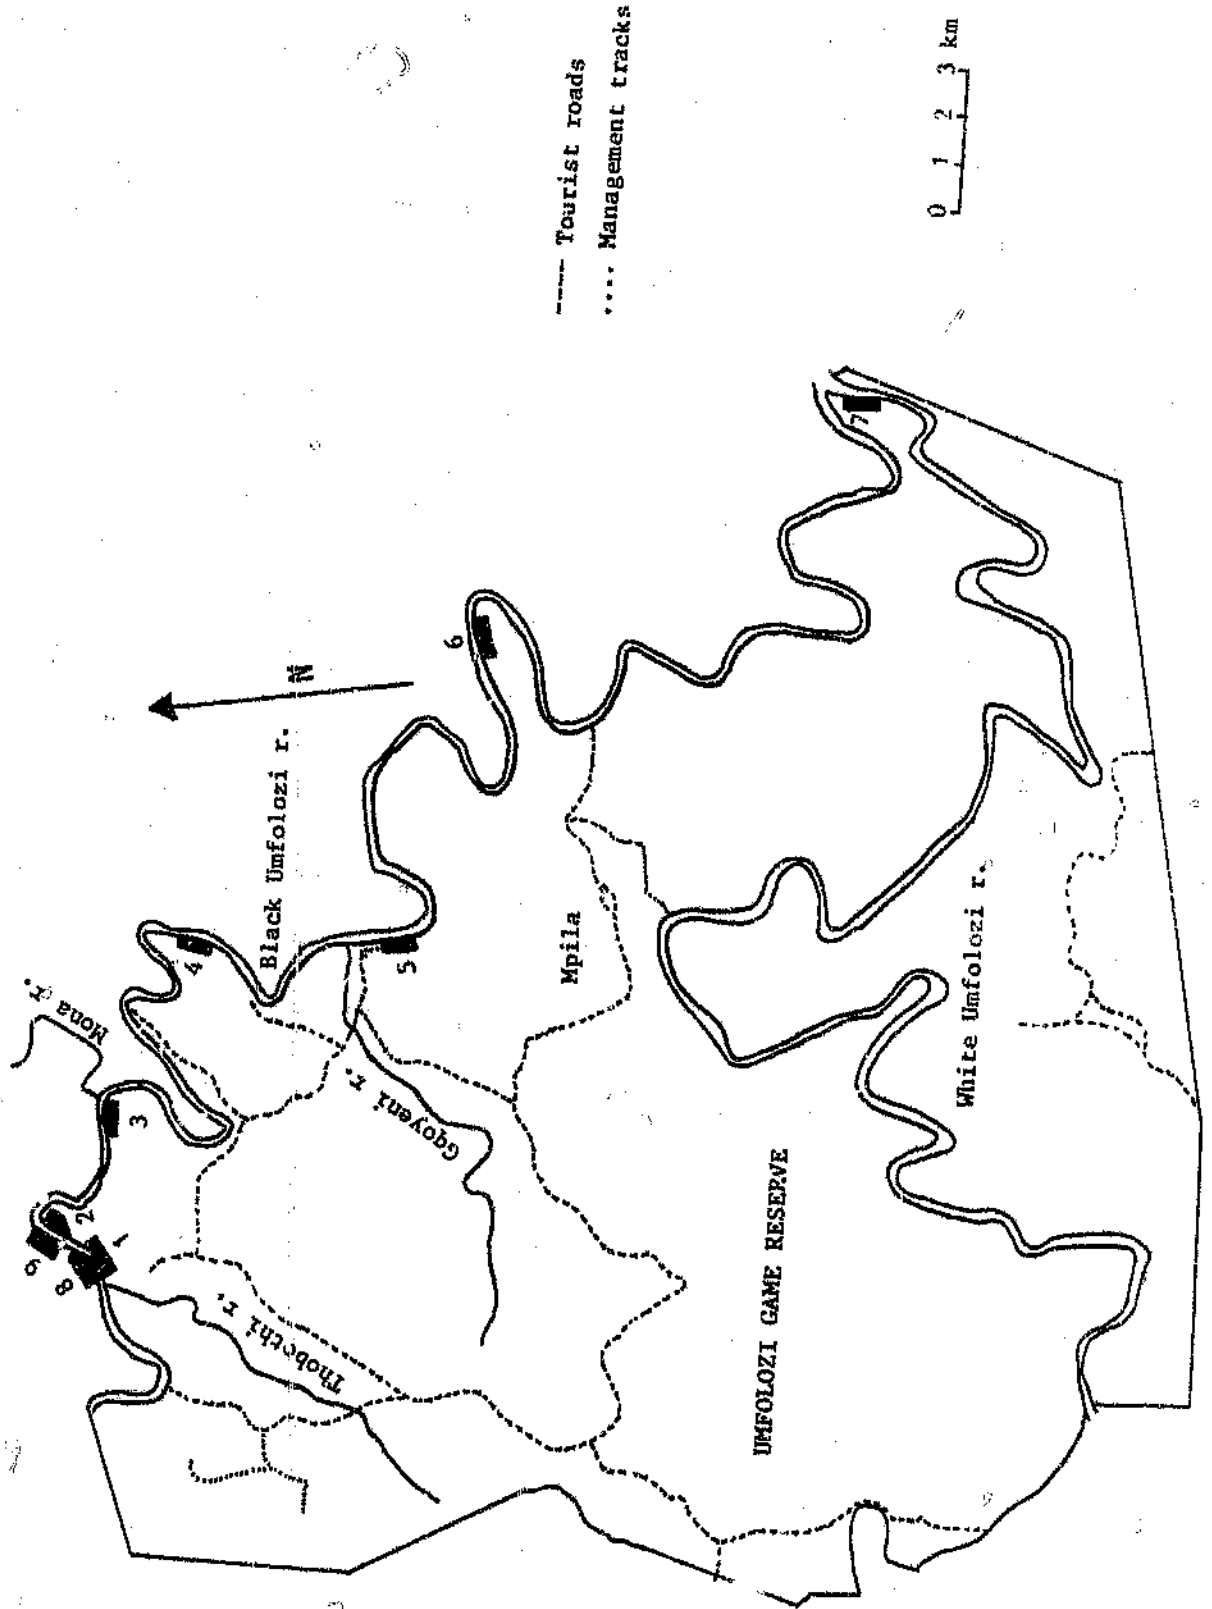 Mona r.
9
8
2
1
3
4
Black Umfolozi r.
N
5
6
Thobothi r.
Gqoyeni r.
Mpila
7
UMFOLOZI GAME RESERVE
White Umfolozi r.
Tourist roads
Management tracks
0 1 2 3 km